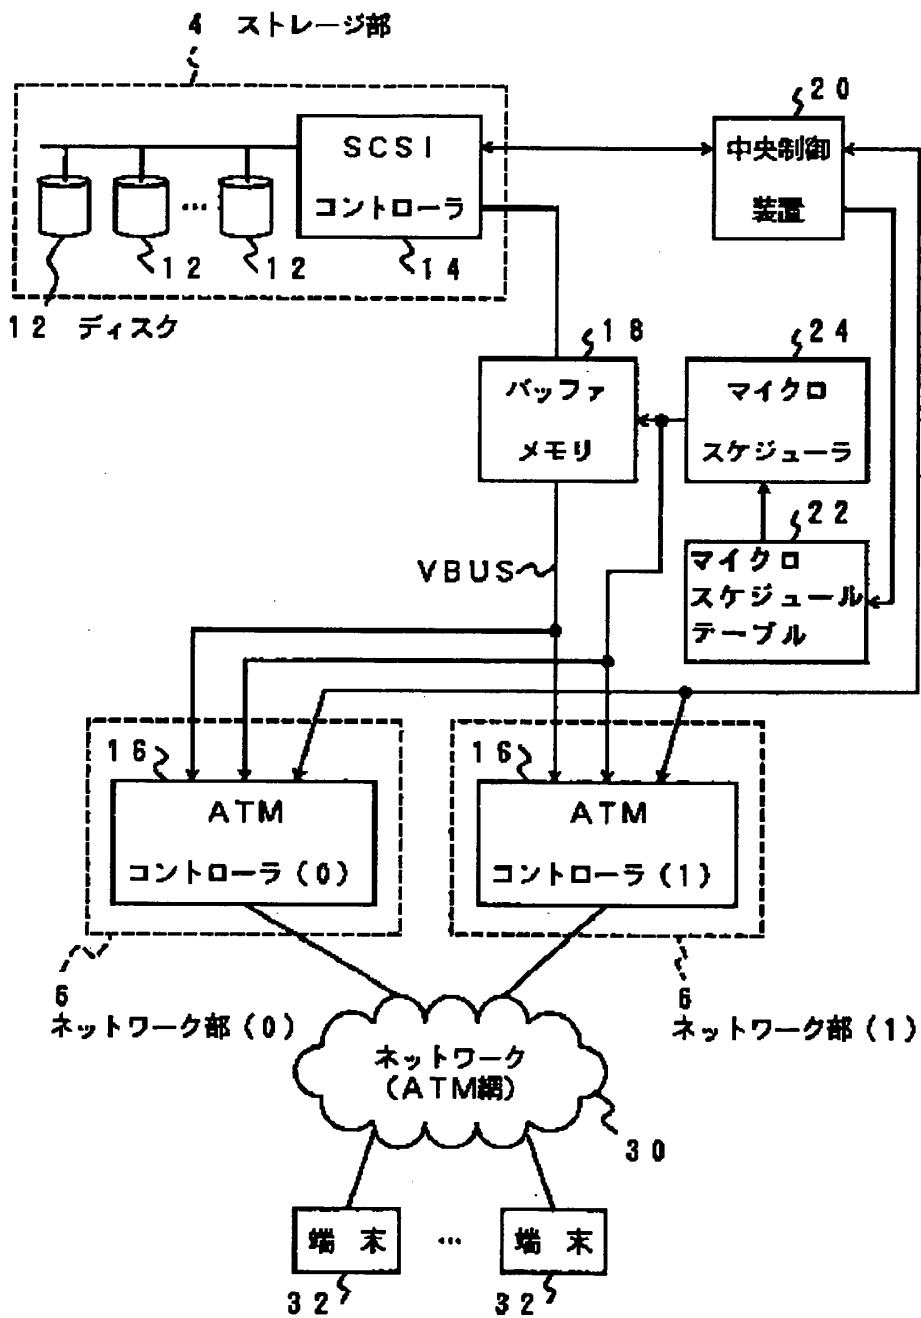 4 ストレージ部
20
SCSI
コントローラ
中央制御
装置
…
12
12
14
12 ディスク
18
24
バッファ
メモリ
マイクロ
スケジューラ
22
VBUS
マイクロ
スケジュール
テーブル
16
16
ATM
コントローラ(0)
ATM
コントローラ(1)
6
ネットワーク部(0)
6
ネットワーク部(1)
ネットワーク
(ATM網)
30
端末
…
端末
32
32